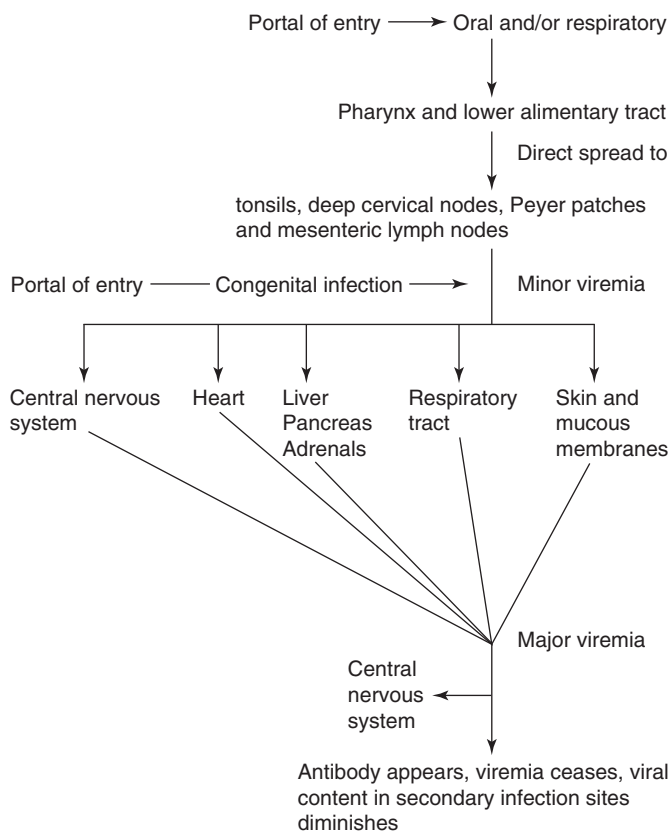 Portal of entry Oral and/or respiratory
Pharynx and lower alimentary tract
Direct spread to
tonsils, deep cervical nodes, Peyer patches
and mesenteric lymph nodes
Portal of entry Congenital infection Minor viremia
Central nervous
system
Heart
Liver
Pancreas
Adrenals
Respiratory
tract
Skin and
mucous
membranes
Major viremia
Central
nervous
system
Antibody appears, viremia ceases, viral
content in secondary infection sites
diminishes